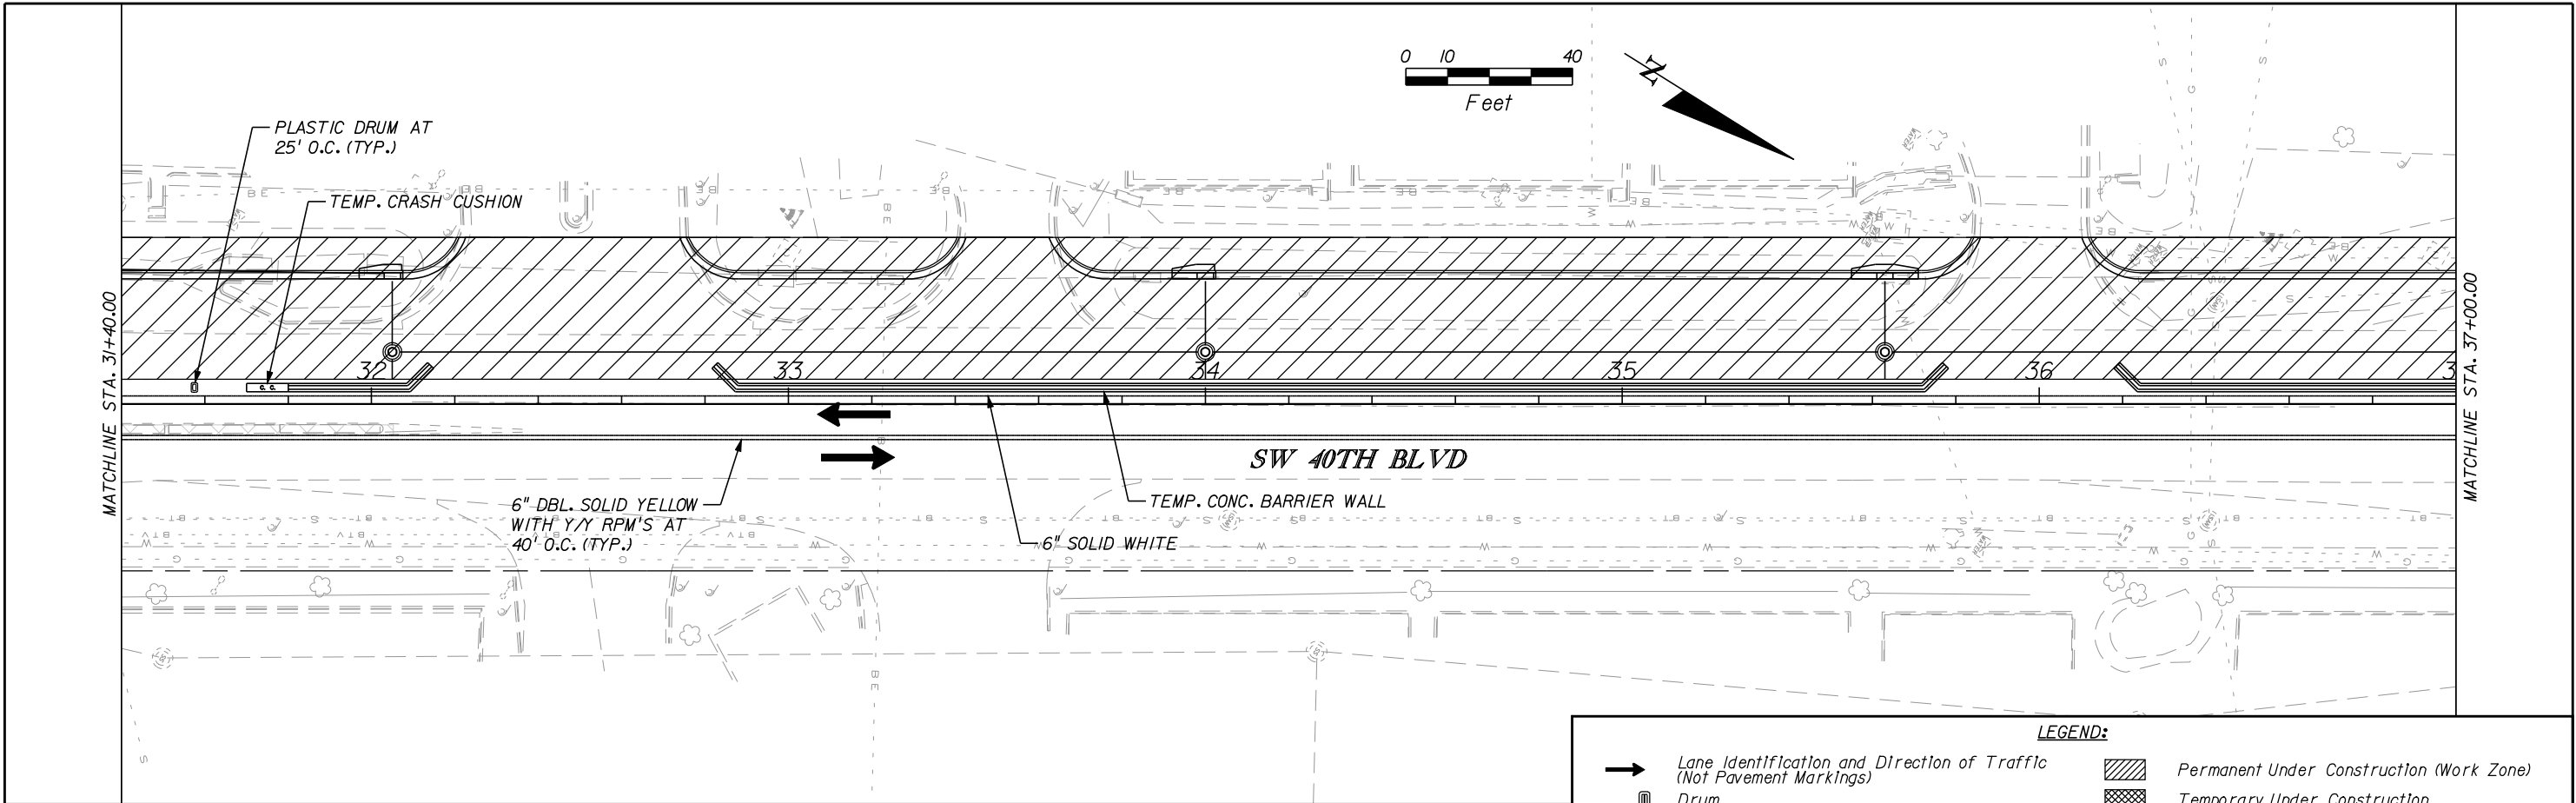 0 10 40
Feet
N
PLASTIC DRUM AT
25' O.C. (TYP.)
TEMP. CRASH CUSHION
MATCHLINE STA. 31+40.00
MATCHLINE STA. 37+00.00
C. C.
32 33 34 35 36 3
SW 40TH BLVD
6" DBL. SOLID YELLOW
WITH Y/Y RPM'S AT
40' O.C. (TYP.)
TEMP. CONC. BARRIER WALL
6" SOLID WHITE
LEGEND:
Lane Identification and Direction of Traffic
(Not Pavement Markings)
Permanent Under Construction (Work Zone)
Drum
Temporary Under Construction